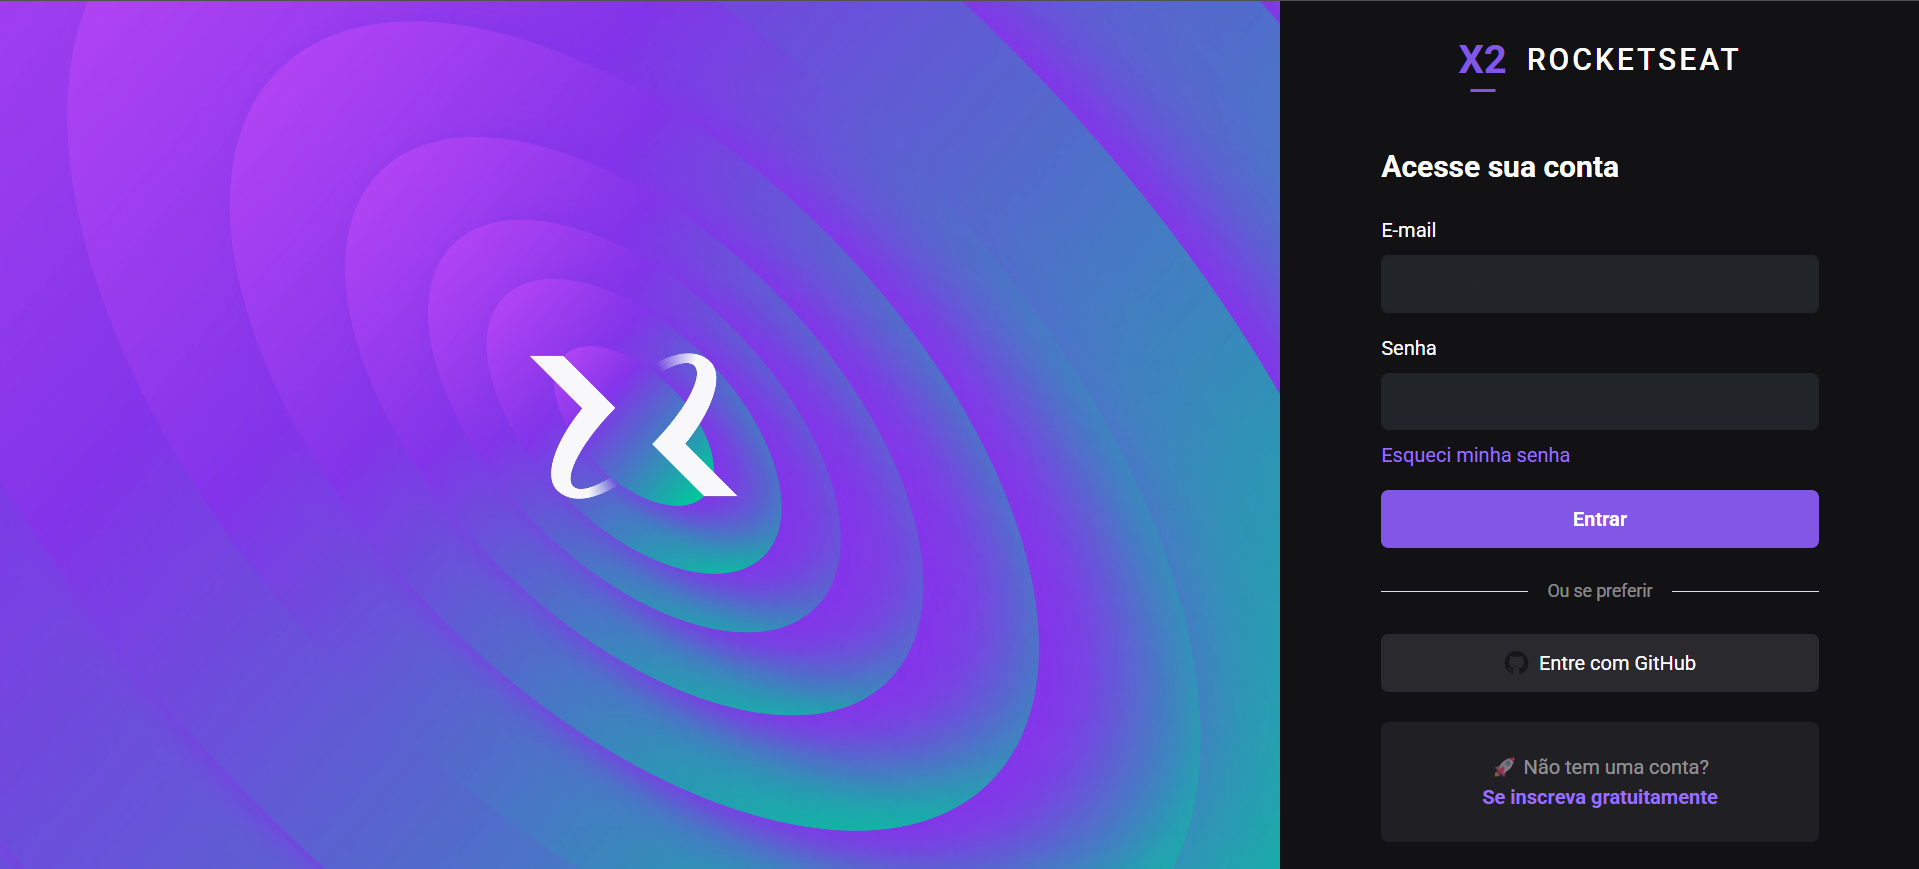 X2 ROCKETSEAT
Acesse sua conta
E-mail
Senha
Esqueci minha senha
Entrar
Ou se preferir
Entre com GitHub
🚀 Não tem uma conta?
Se inscreva gratuitamente